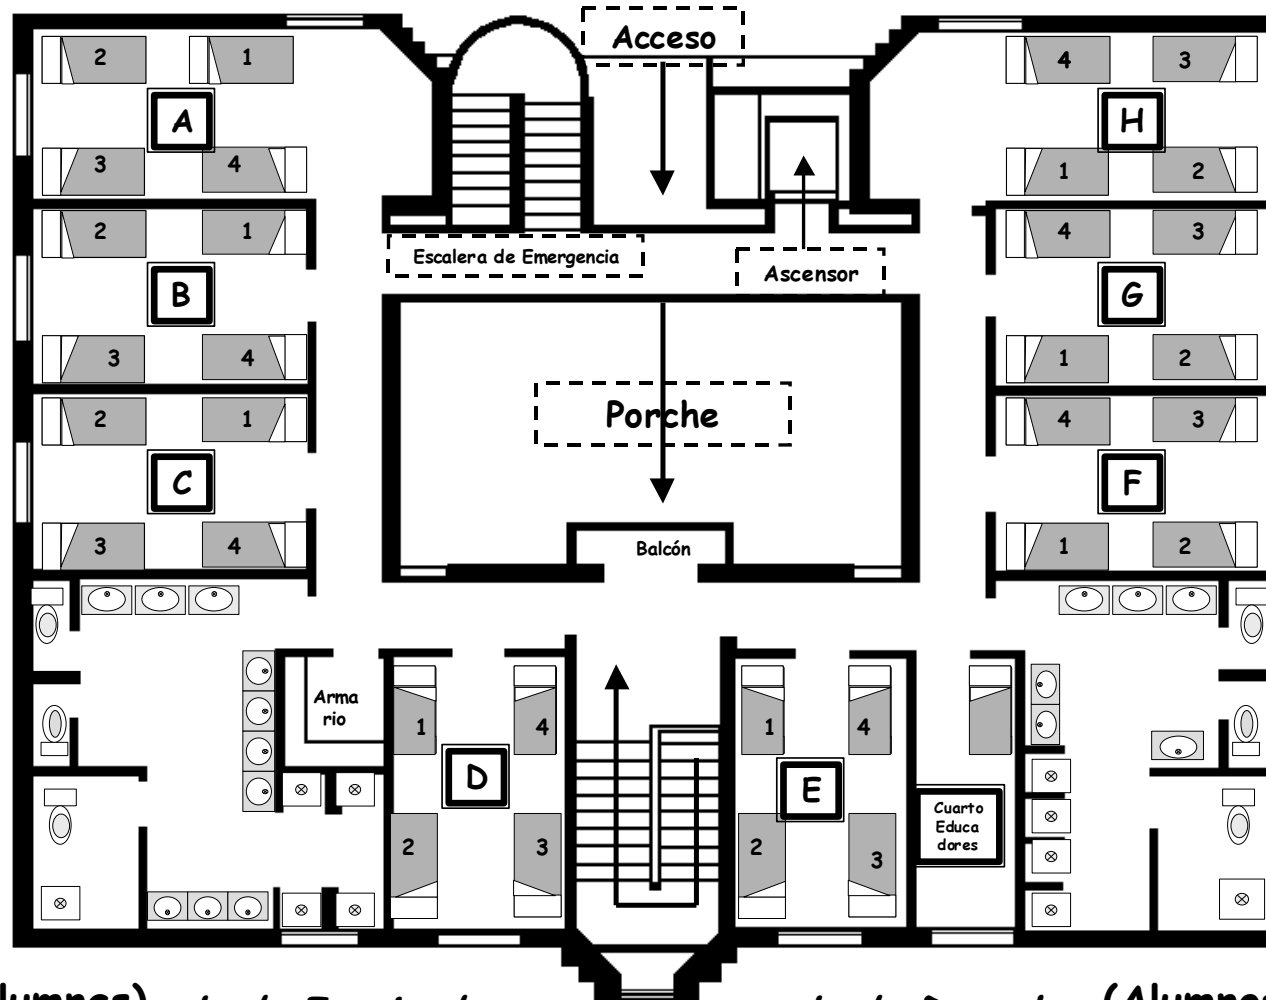 Acceso
2 1
4 3
A
H
3 4
1 2
2 1
4 3
Escalera de Emergencia
Ascensor
B
G
3 4
1 2
Porche
2 1
4 3
C
F
3 4
1 2
Balcón
Arma
rio
1 4
1 4
D
E
Cuarto
Educa
dores
2 3
2 3